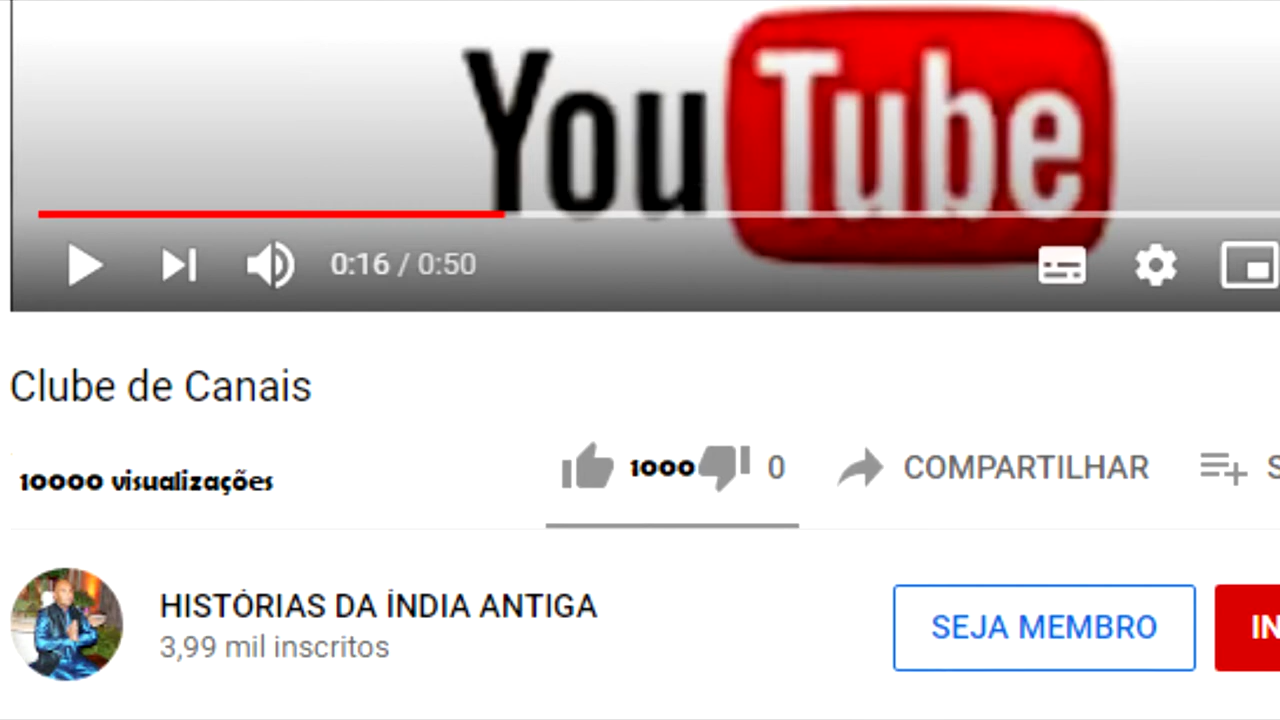 YouTube
0:16 / 0:50
Clube de Canais
10000 visualizações
1000 0 COMPARTILHAR S
HISTÓRIAS DA ÍNDIA ANTIGA
3,99 mil inscritos
SEJA MEMBRO
IN